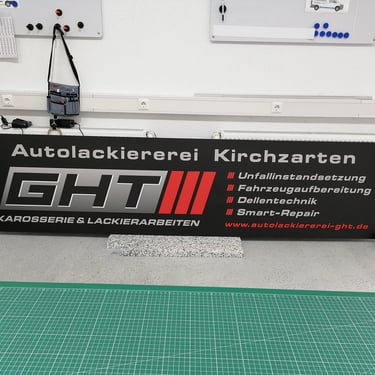 Autolackiererei Kirchzarten
GHT
KAROSSERIE & LACKIERARBEITEN
Unfallinstandsetzung
Fahrzeugaufbereitung
Dellentechnik
Smart-Repair
www.autolackiererei-ght.de